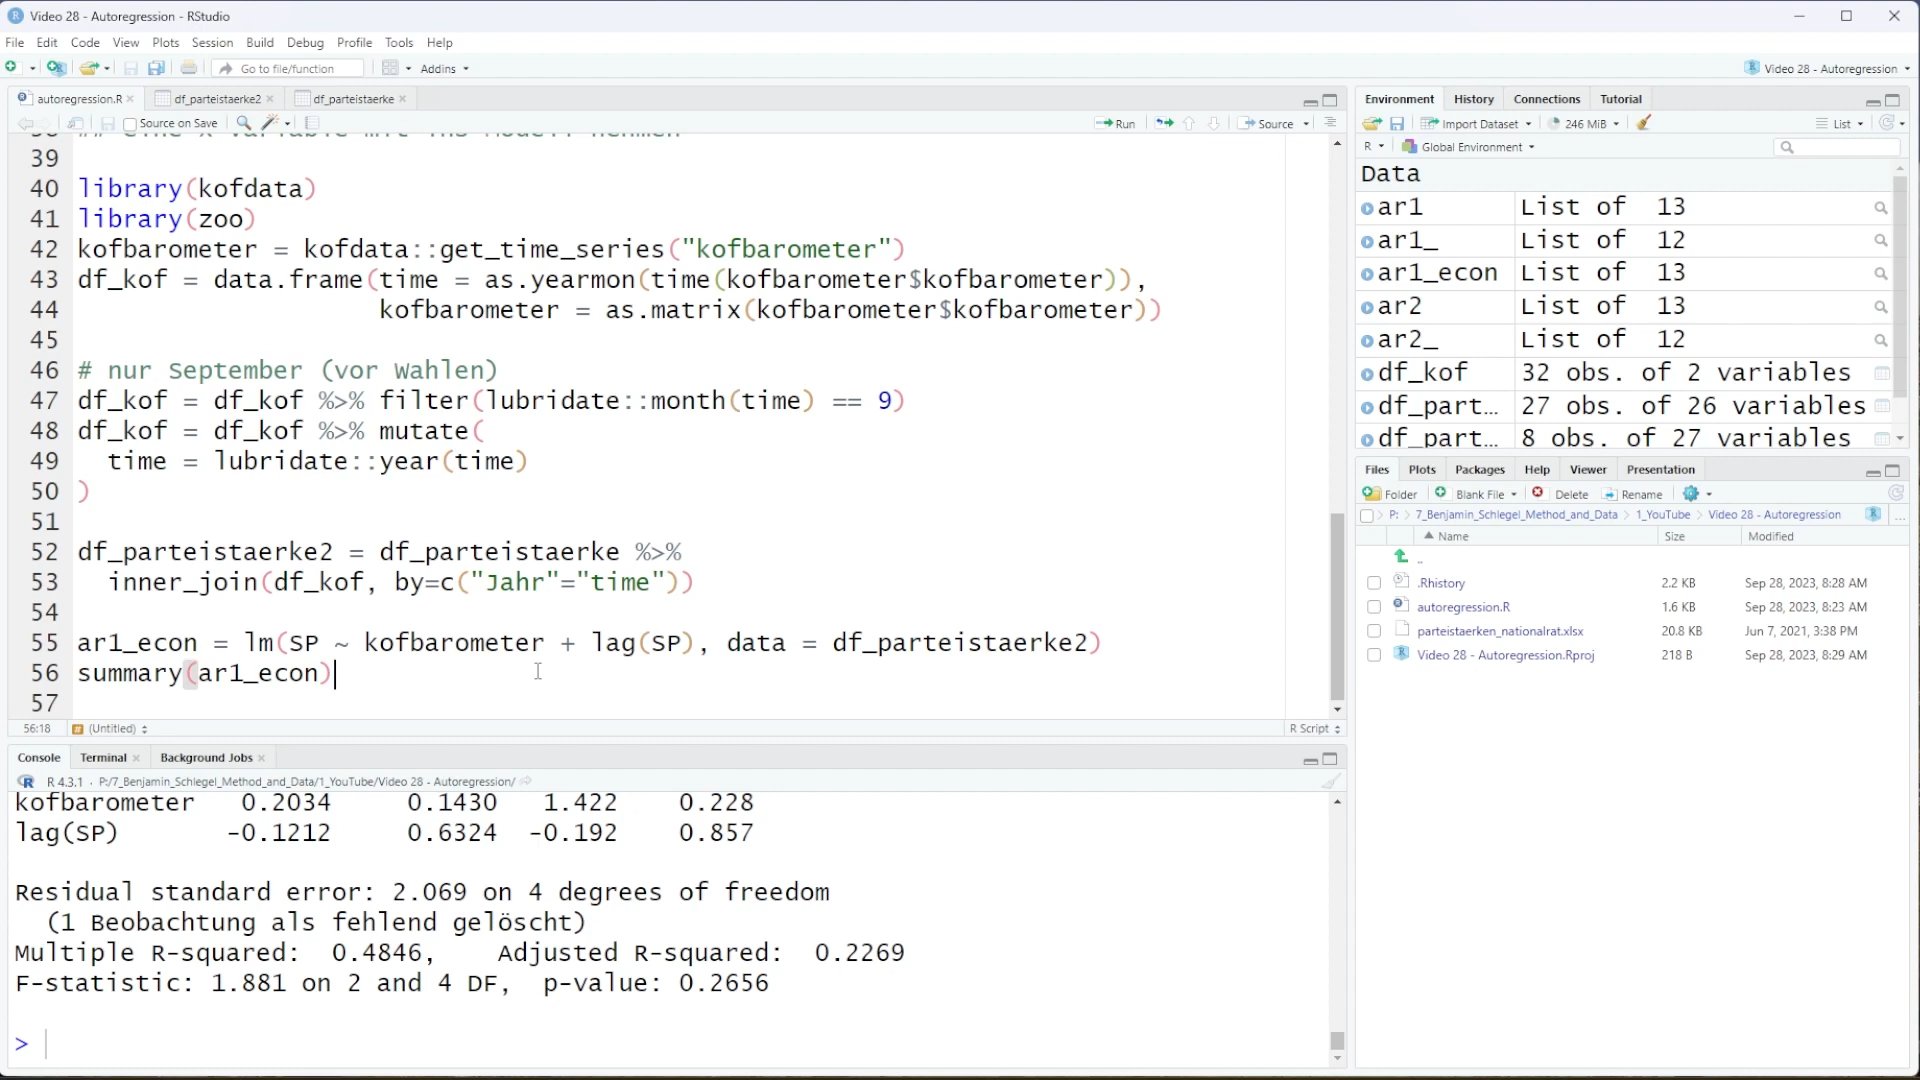 Video 28 - Autoregression - RStudio
File Edit Code View Plots Session Build Debug Profile Tools Help
Go to file/function Addins Video 28 - Autoregression
autoregression.R df_parteistaerke2 df_parteistaerke
Source on Save Run Source
39
40 library(kofdata)
41 library(zoo)
42 kofbarometer = kofdata::get_time_series("kofbarometer")
43 df_kof = data.frame(time = as.yearmon(time(kofbarometer$kofbarometer)),
44 kofbarometer = as.matrix(kofbarometer$kofbarometer))
45
46 # nur September (vor Wahlen)
47 df_kof = df_kof %>% filter(lubridate::month(time) == 9)
48 df_kof = df_kof %>% mutate(
49 time = lubridate::year(time)
50 )
51
52 df_parteistaerke2 = df_parteistaerke %>%
53 inner_join(df_kof, by=c("Jahr"="time"))
54
55 ar1_econ = lm(SP ~ kofbarometer + lag(SP), data = df_parteistaerke2)
56 summary(ar1_econ)
57
56:18 (Untitled) R Script
Console Terminal Background Jobs
R 4.3.1 · P:/7_Benjamin_Schlegel_Method_and_Data/1_YouTube/Video 28 - Autoregression/
kofbarometer 0.2034 0.1430 1.422 0.228
lag(SP) -0.1212 0.6324 -0.192 0.857
Residual standard error: 2.069 on 4 degrees of freedom
(1 Beobachtung als fehlend gelöscht)
Multiple R-squared: 0.4846, Adjusted R-squared: 0.2269
F-statistic: 1.881 on 2 and 4 DF, p-value: 0.2656
>
Environment History Connections Tutorial
Import Dataset 246 MiB List
R Global Environment
Data
ar1 List of 13
ar1_ List of 12
ar1_econ List of 13
ar2 List of 13
ar2_ List of 12
df_kof 32 obs. of 2 variables
df_part… 27 obs. of 26 variables
df_part… 8 obs. of 27 variables
Files Plots Packages Help Viewer Presentation
Folder Blank File Delete Rename
P: 7_Benjamin_Schlegel_Method_and_Data 1_YouTube Video 28 - Autoregression ...
Name Size Modified
..
.Rhistory 2.2 KB Sep 28, 2023, 8:28 AM
autoregression.R 1.6 KB Sep 28, 2023, 8:23 AM
parteistaerken_nationalrat.xlsx 20.8 KB Jun 7, 2021, 3:38 PM
Video 28 - Autoregression.Rproj 218 B Sep 28, 2023, 8:29 AM